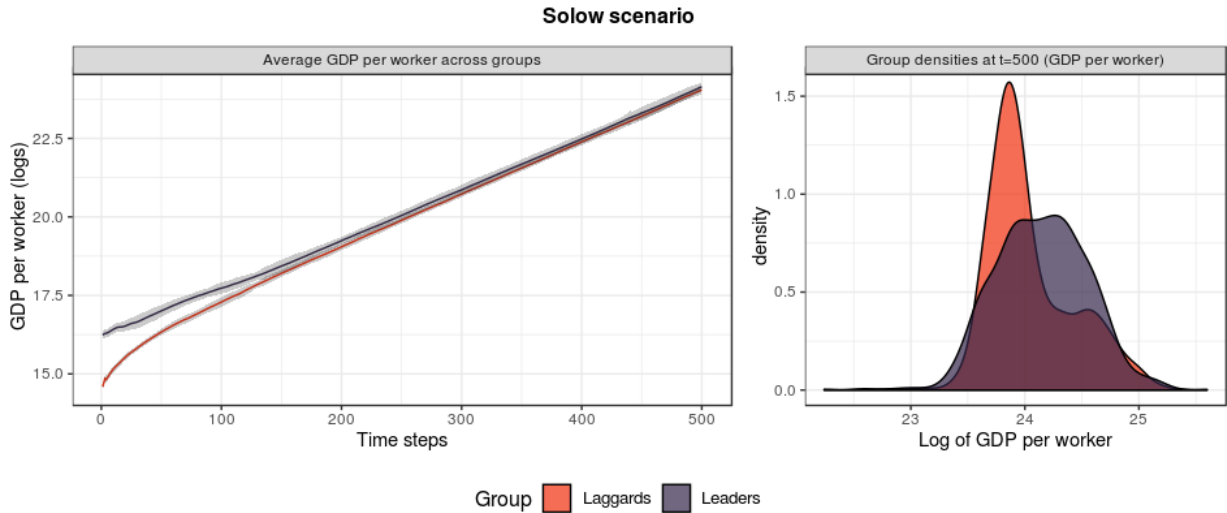 Solow scenario
Average GDP per worker across groups
Group densities at t=500 (GDP per worker)
GDP per worker (logs)
22.5
20.0
17.5
15.0
0
100
200
300
400
500
Time steps
density
1.5
1.0
0.5
0.0
23
24
25
Log of GDP per worker
Group
Laggards
Leaders